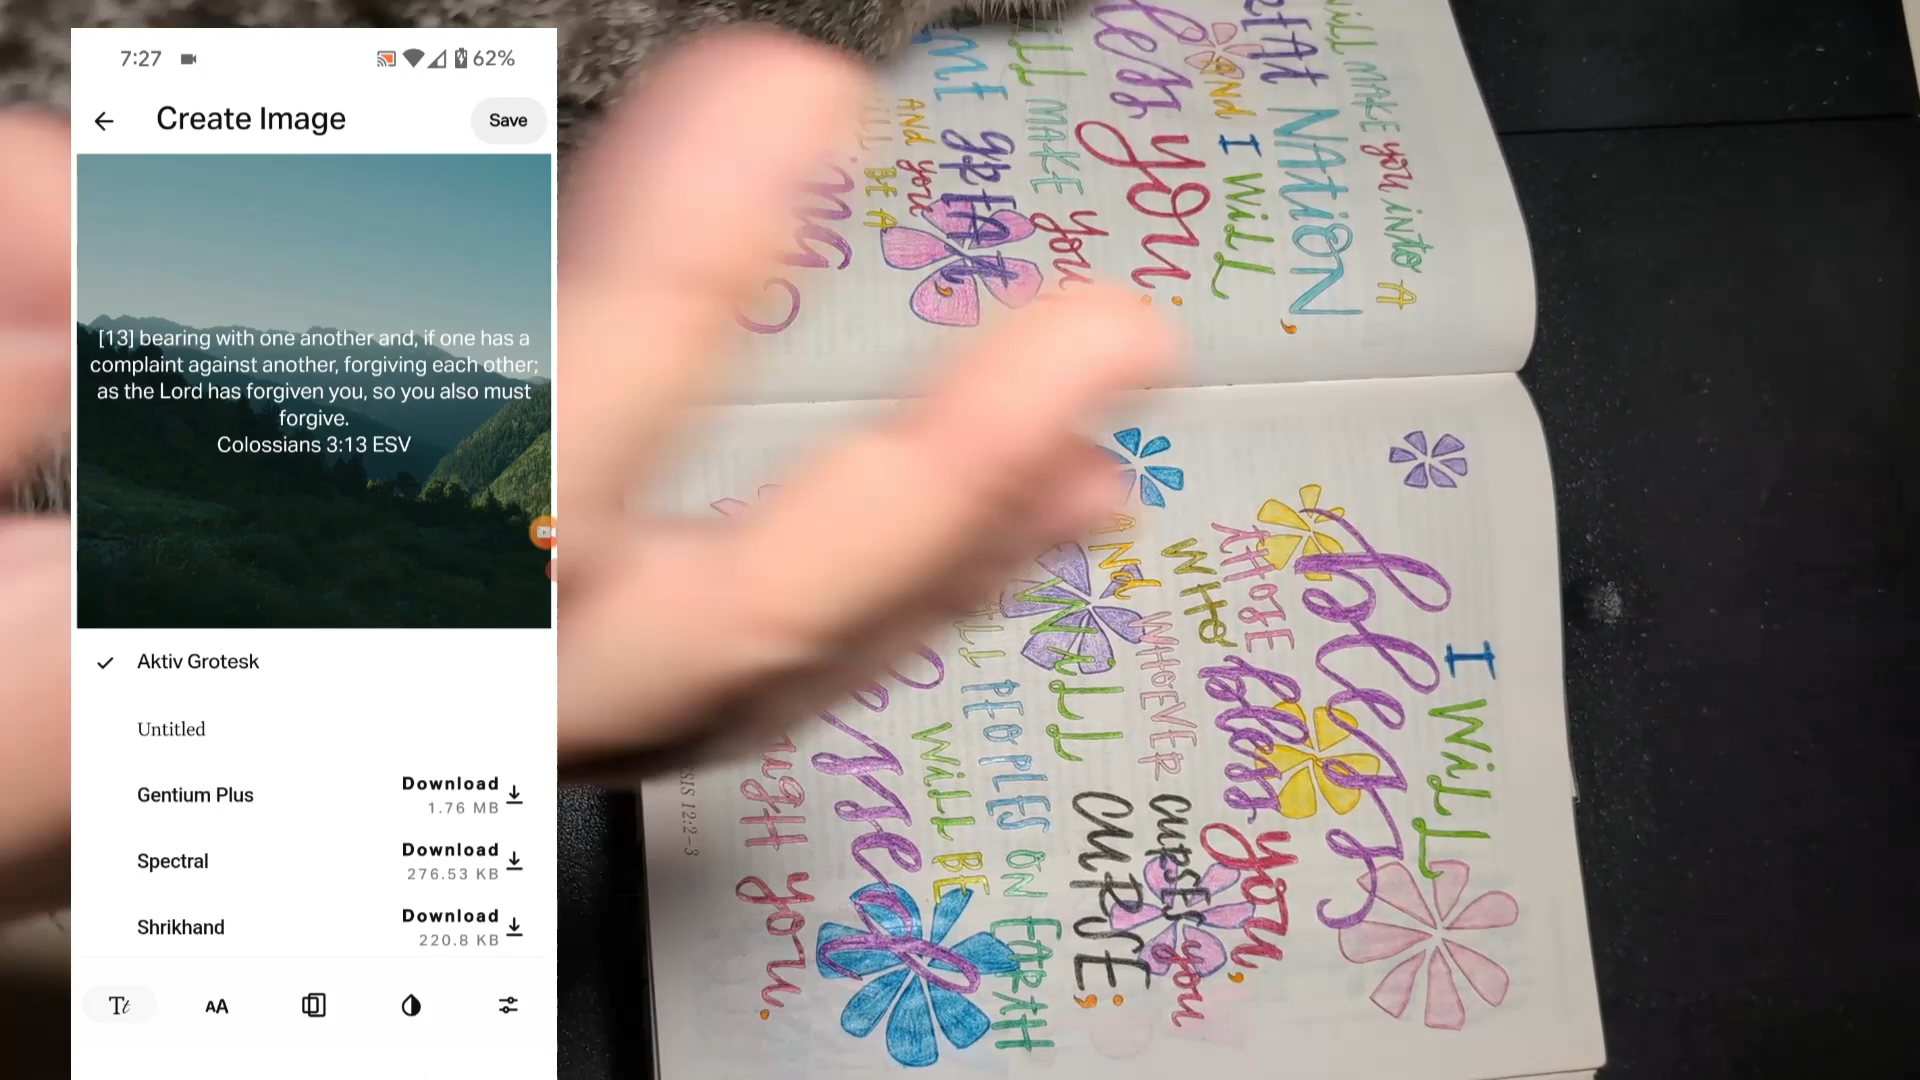 7:27
62%
Create Image
Save
[13] bearing with one another and, if one has a
complaint against another, forgiving each other;
as the Lord has forgiven you, so you also must
forgive.
Colossians 3:13 ESV
Aktiv Grotesk
Untitled
Gentium Plus
Download
1.76 MB
Spectral
Download
276.53 KB
Shrikhand
Download
220.8 KB
Tt
AA
WILL MAKE you into A
GREAT NATION,
AND I WILL
bless you;
WILL MAKE you
GREAT,
AND you
WILL BE A
I WILL
bless
THOSE
WHO
bless you,
AND WHOEVER CURSES you
I WILL CURSE;
ALL PEOPLES ON EARTH
WILL BE
blessed
through you.
12:2-3